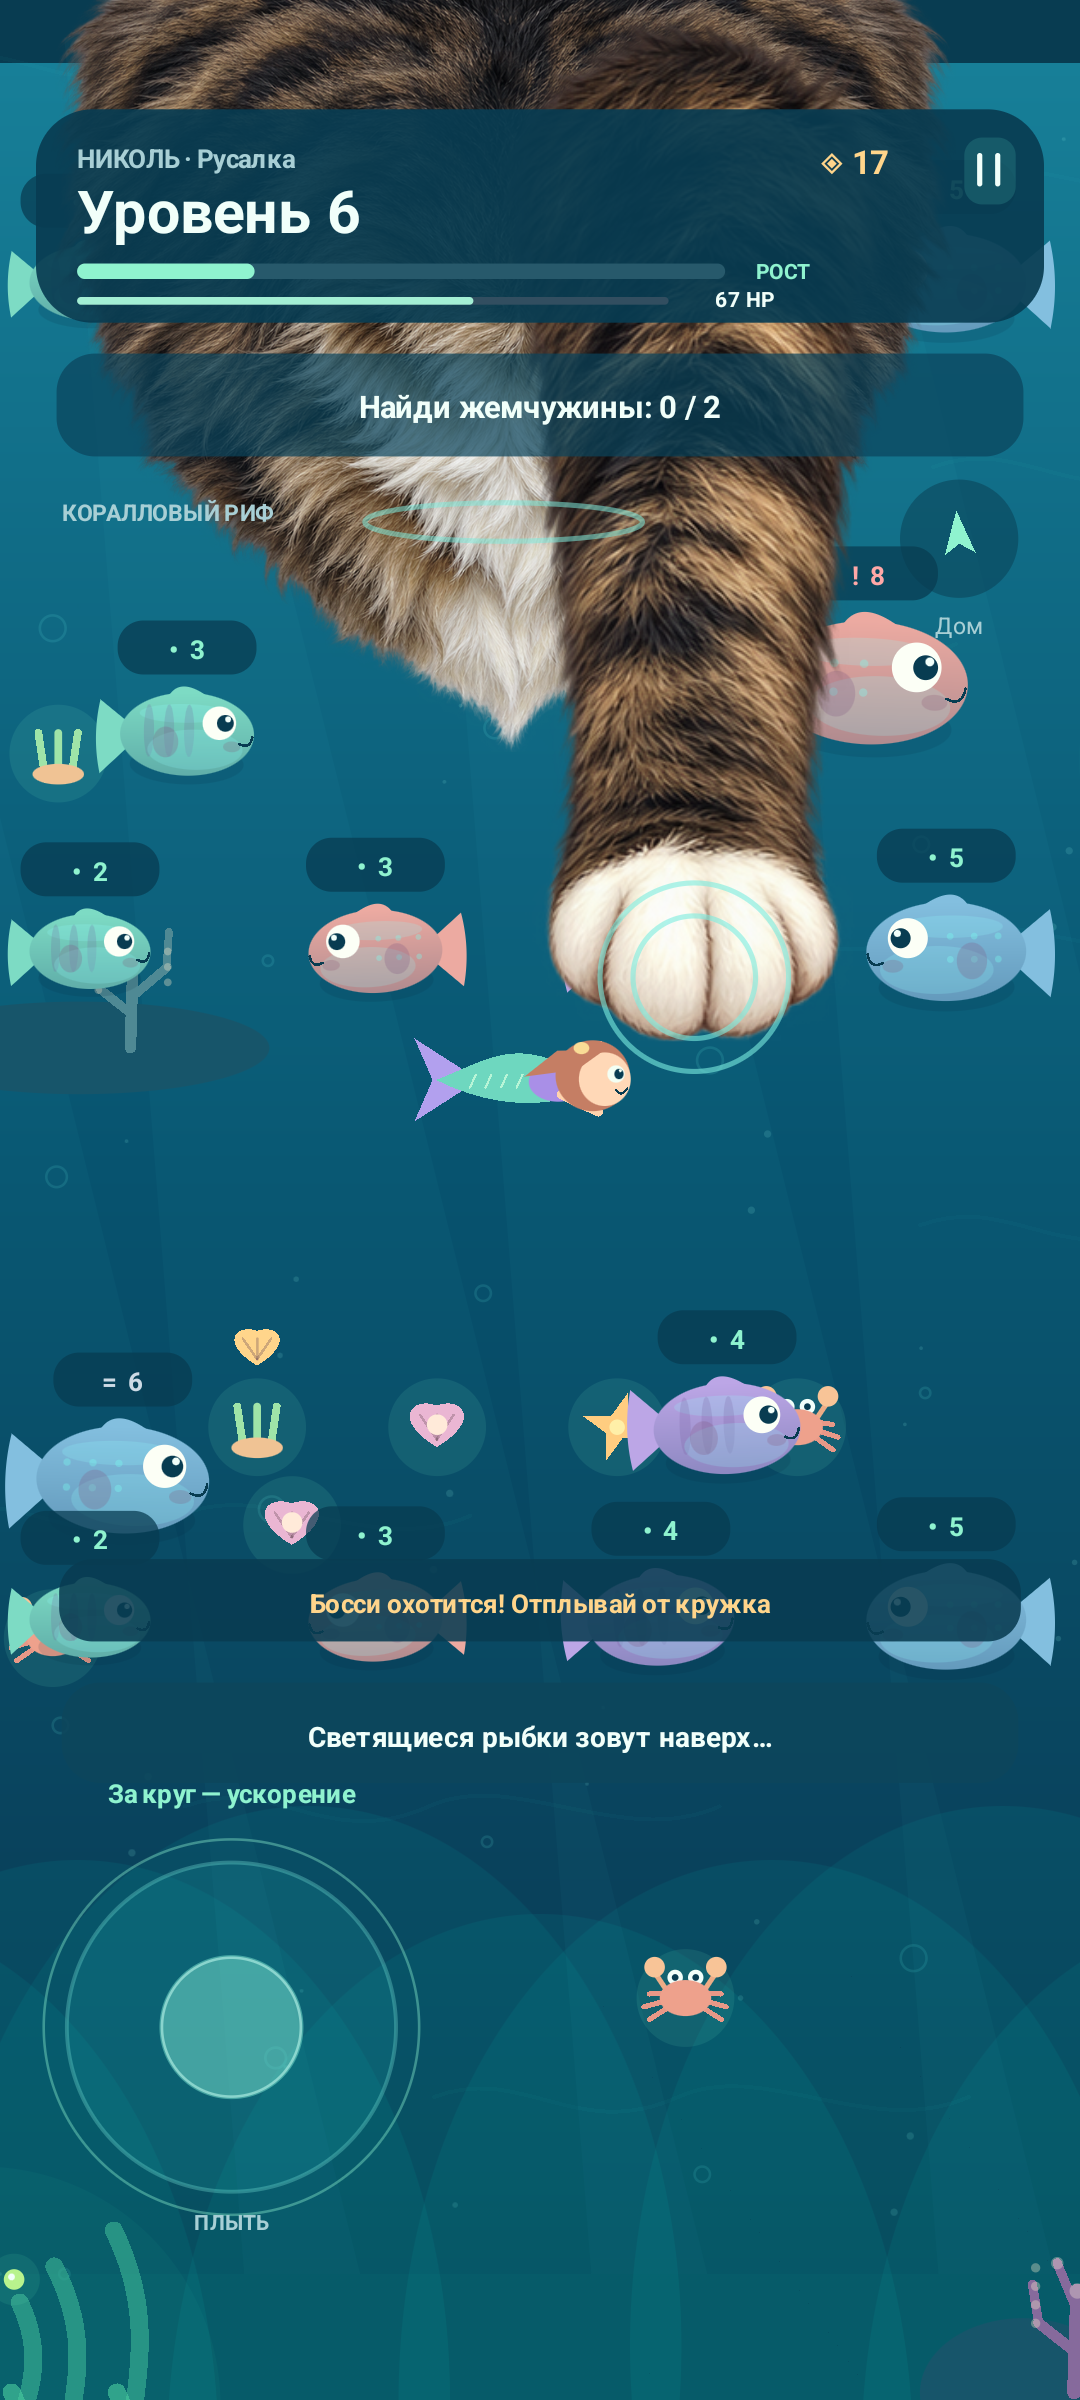 НИКОЛЬ · Русалка
◈ 17
5
Уровень 6
РОСТ
67 HP
Найди жемчужины: 0 / 2
КОРАЛЛОВЫЙ РИФ
! 8
Дом
• 3
• 2
• 3
• 5
• 4
= 6
• 2
• 3
• 4
• 5
Босси охотится! Отплывай от кружка
Светящиеся рыбки зовут наверх...
За круг — ускорение
ПЛЫТЬ